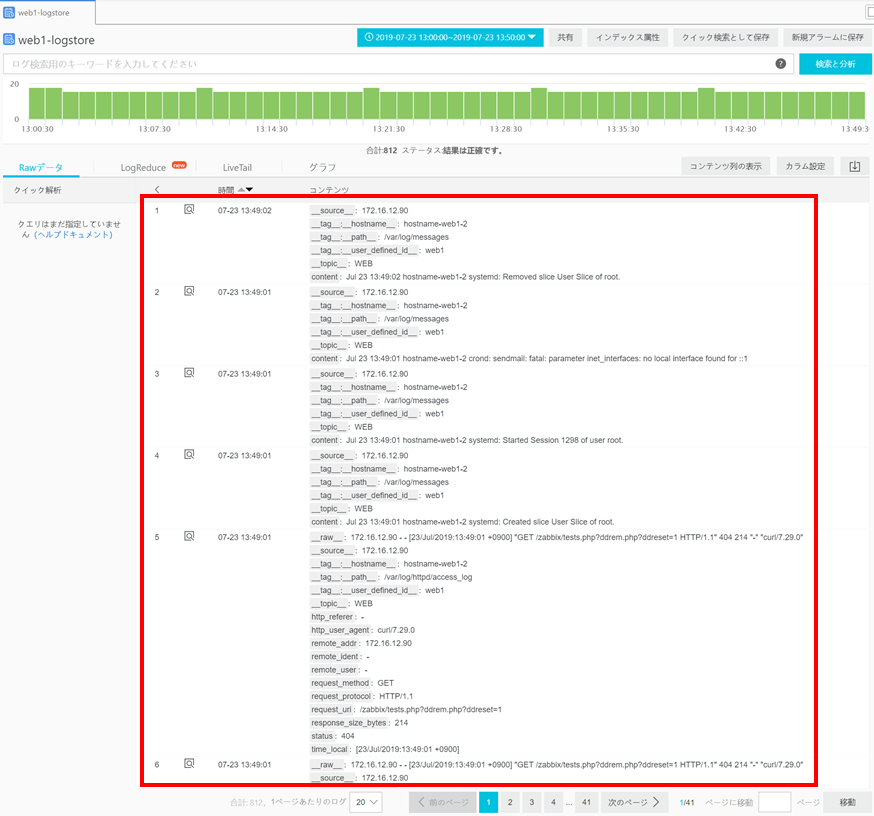 web1-logstore
web1-logstore
2019-07-23 13:00:00~2019-07-23 13:50:00 共有 インデックス属性 クイック検索として保存 新規アラームに保存
ログ検索用のキーワードを入力してください ? 検索と分析
20
0
13:00:30 13:07:30 13:14:30 13:21:30 13:28:30 13:35:30 13:42:30 13:49:
合計:812 ステータス:結果は正確です。
Rawデータ LogReduce new LiveTail グラフ コンテンツ列の表示 カラム設定
クイック解析 時間 コンテンツ
クエリはまだ指定していませ
ん（ヘルプドキュメント）
1 07-23 13:49:02 __source__ : 172.16.12.90
__tag__:__hostname__ : hostname-web1-2
__tag__:__path__ : /var/log/messages
__tag__:__user_defined_id__ : web1
__topic__ : WEB
content : Jul 23 13:49:02 hostname-web1-2 systemd: Removed slice User Slice of root.
2 07-23 13:49:01 __source__ : 172.16.12.90
__tag__:__hostname__ : hostname-web1-2
__tag__:__path__ : /var/log/messages
__tag__:__user_defined_id__ : web1
__topic__ : WEB
content : Jul 23 13:49:01 hostname-web1-2 crond: sendmail: fatal: parameter inet_interfaces: no local interface found for ::1
3 07-23 13:49:01 __source__ : 172.16.12.90
__tag__:__hostname__ : hostname-web1-2
__tag__:__path__ : /var/log/messages
__tag__:__user_defined_id__ : web1
__topic__ : WEB
content : Jul 23 13:49:01 hostname-web1-2 systemd: Started Session 1298 of user root.
4 07-23 13:49:01 __source__ : 172.16.12.90
__tag__:__hostname__ : hostname-web1-2
__tag__:__path__ : /var/log/messages
__tag__:__user_defined_id__ : web1
__topic__ : WEB
content : Jul 23 13:49:01 hostname-web1-2 systemd: Created slice User Slice of root.
5 07-23 13:49:01 __raw__ : 172.16.12.90 - - [23/Jul/2019:13:49:01 +0900] "GET /zabbix/tests.php?ddrem.php?ddreset=1 HTTP/1.1" 404 214 "-" "curl/7.29.0"
__source__ : 172.16.12.90
__tag__:__hostname__ : hostname-web1-2
__tag__:__path__ : /var/log/httpd/access_log
__tag__:__user_defined_id__ : web1
__topic__ : WEB
http_referer : -
http_user_agent : curl/7.29.0
remote_addr : 172.16.12.90
remote_ident : -
remote_user : -
request_method : GET
request_protocol : HTTP/1.1
request_uri : /zabbix/tests.php?ddrem.php?ddreset=1
response_size_bytes : 214
status : 404
time_local : [23/Jul/2019:13:49:01 +0900]
6 07-23 13:49:01 __raw__ : 172.16.12.90 - - [23/Jul/2019:13:49:01 +0900] "GET /zabbix/tests.php?ddrem.php?ddreset=1 HTTP/1.1" 404 214 "-" "curl/7.29.0"
__source__ : 172.16.12.90
合計: 812, 1ページあたりのログ 20 前のページ 1 2 3 4 ... 41 次のページ 1/41 ページに移動 ページ 移動